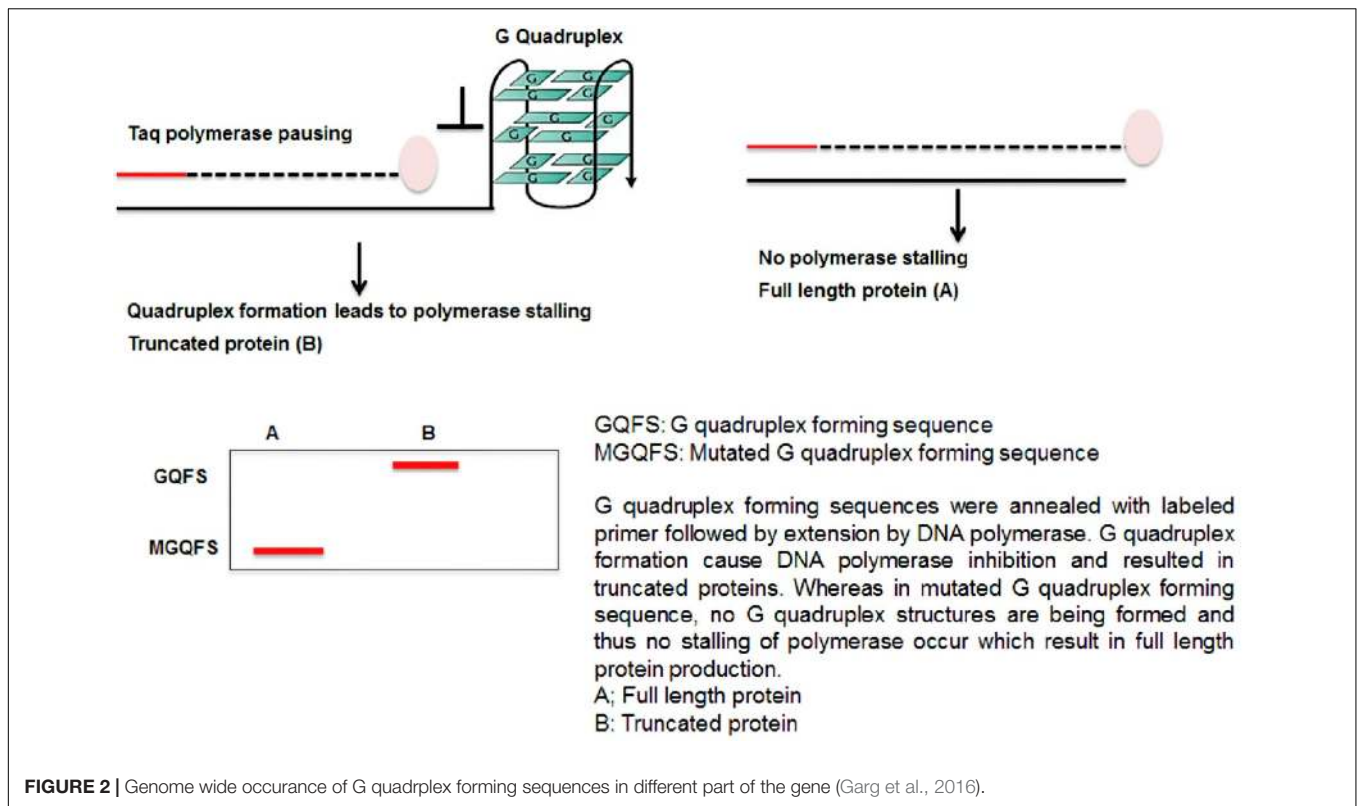 G Quadruplex
G G
G G
G G
G G
G G
G G
Taq polymerase pausing
Quadruplex formation leads to polymerase stalling
Truncated protein (B)
No polymerase stalling
Full length protein (A)
A B
GQFS
MGQFS
GQFS: G quadruplex forming sequence
MGQFS: Mutated G quadruplex forming sequence
G quadruplex forming sequences were annealed with labeled
primer followed by extension by DNA polymerase. G quadruplex
formation cause DNA polymerase inhibition and resulted in
truncated proteins. Whereas in mutated G quadruplex forming
sequence, no G quadruplex structures are being formed and
thus no stalling of polymerase occur which result in full length
protein production.
A; Full length protein
B: Truncated protein
FIGURE 2 | Genome wide occurance of G quadrplex forming sequences in different part of the gene (Garg et al., 2016).